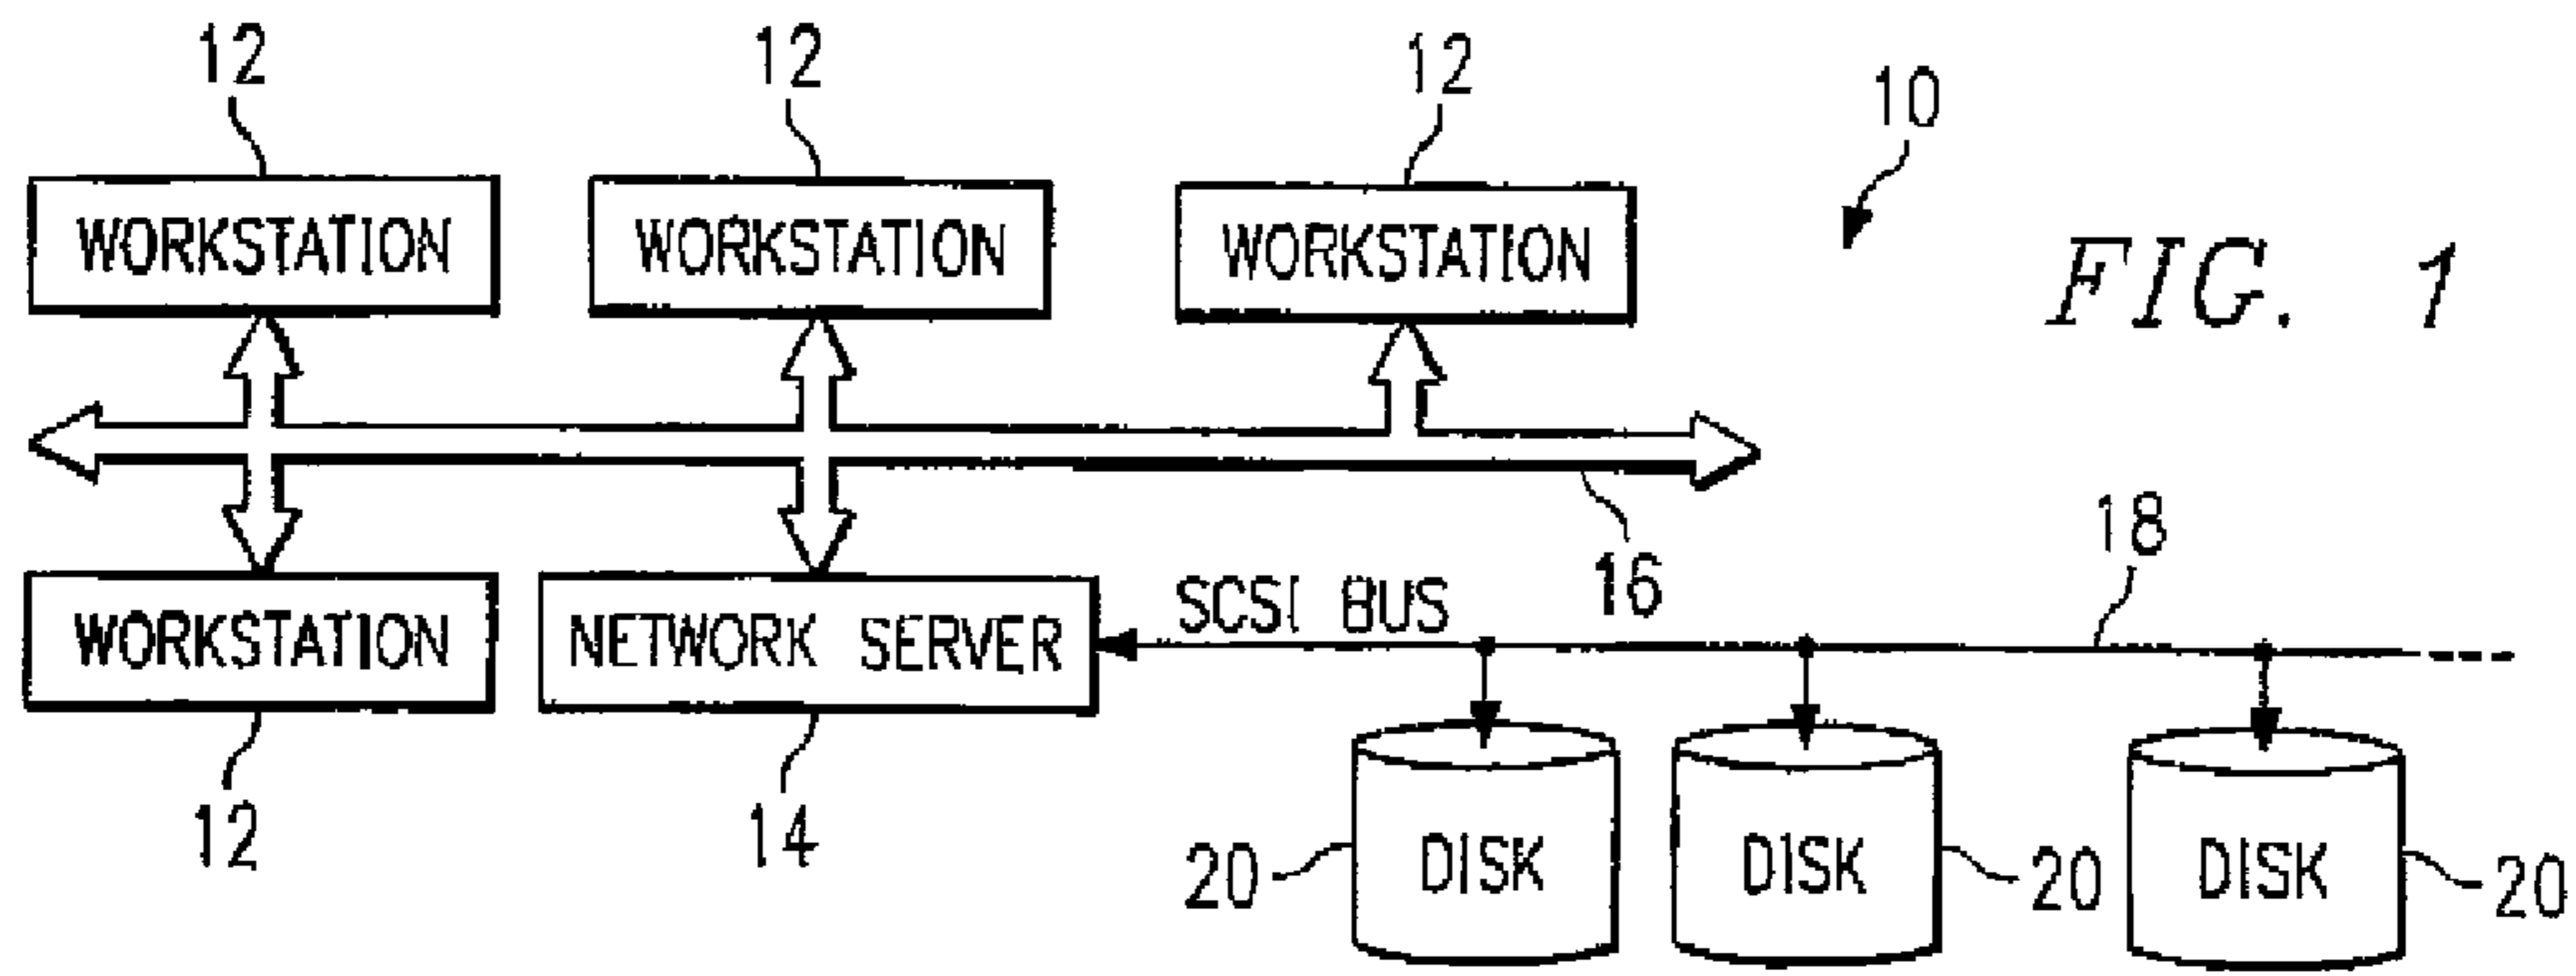 12 12 12 10
WORKSTATION WORKSTATION WORKSTATION
FIG. 1
16 18
SCSI BUS
WORKSTATION NETWORK SERVER
12 14
DISK DISK DISK
20 20 20